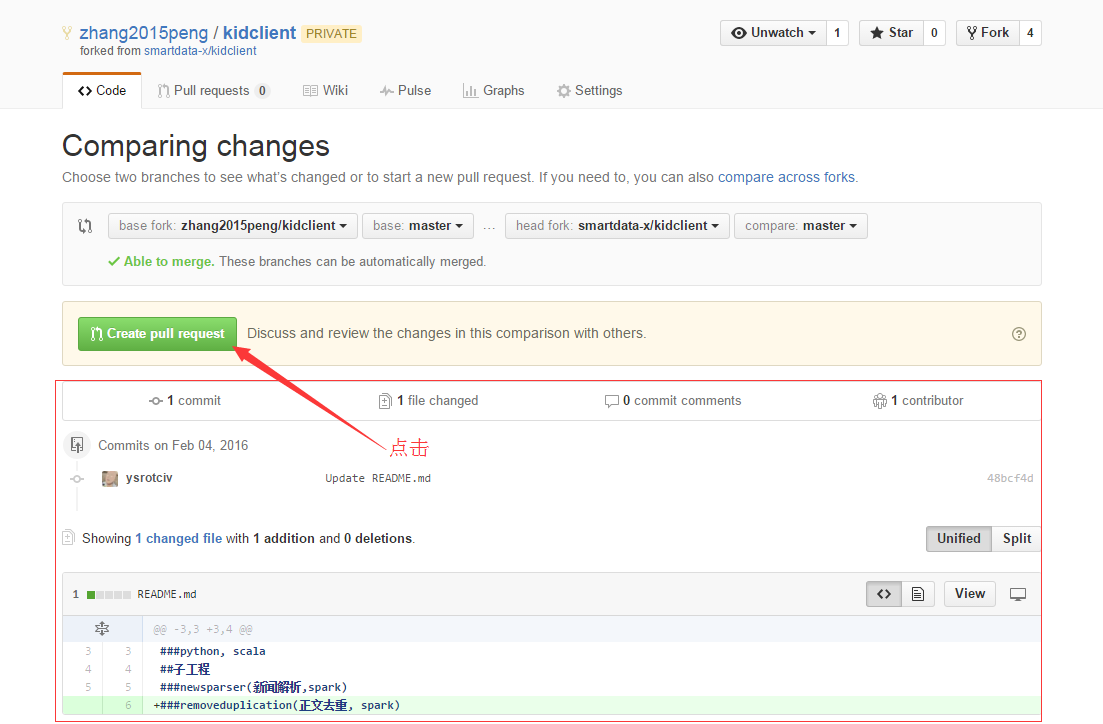 zhang2015peng / kidclient PRIVATE
forked from smartdata-x/kidclient
Unwatch 1 Star 0 Fork 4
Code Pull requests 0 Wiki Pulse Graphs Settings
Comparing changes
Choose two branches to see what's changed or to start a new pull request. If you need to, you can also compare across forks.
base fork: zhang2015peng/kidclient base: master ... head fork: smartdata-x/kidclient compare: master
Able to merge. These branches can be automatically merged.
Create pull request Discuss and review the changes in this comparison with others. ?
1 commit 1 file changed 0 commit comments 1 contributor
点击
Commits on Feb 04, 2016
ysrotciv Update README.md 48bcf4d
Showing 1 changed file with 1 addition and 0 deletions.
Unified Split
1 README.md View
@@ -3,3 +3,4 @@
3 3 ###python, scala
4 4 ##子工程
5 5 ###newsparser(新闻解析,spark)
6 +###removeduplication(正文去重, spark)